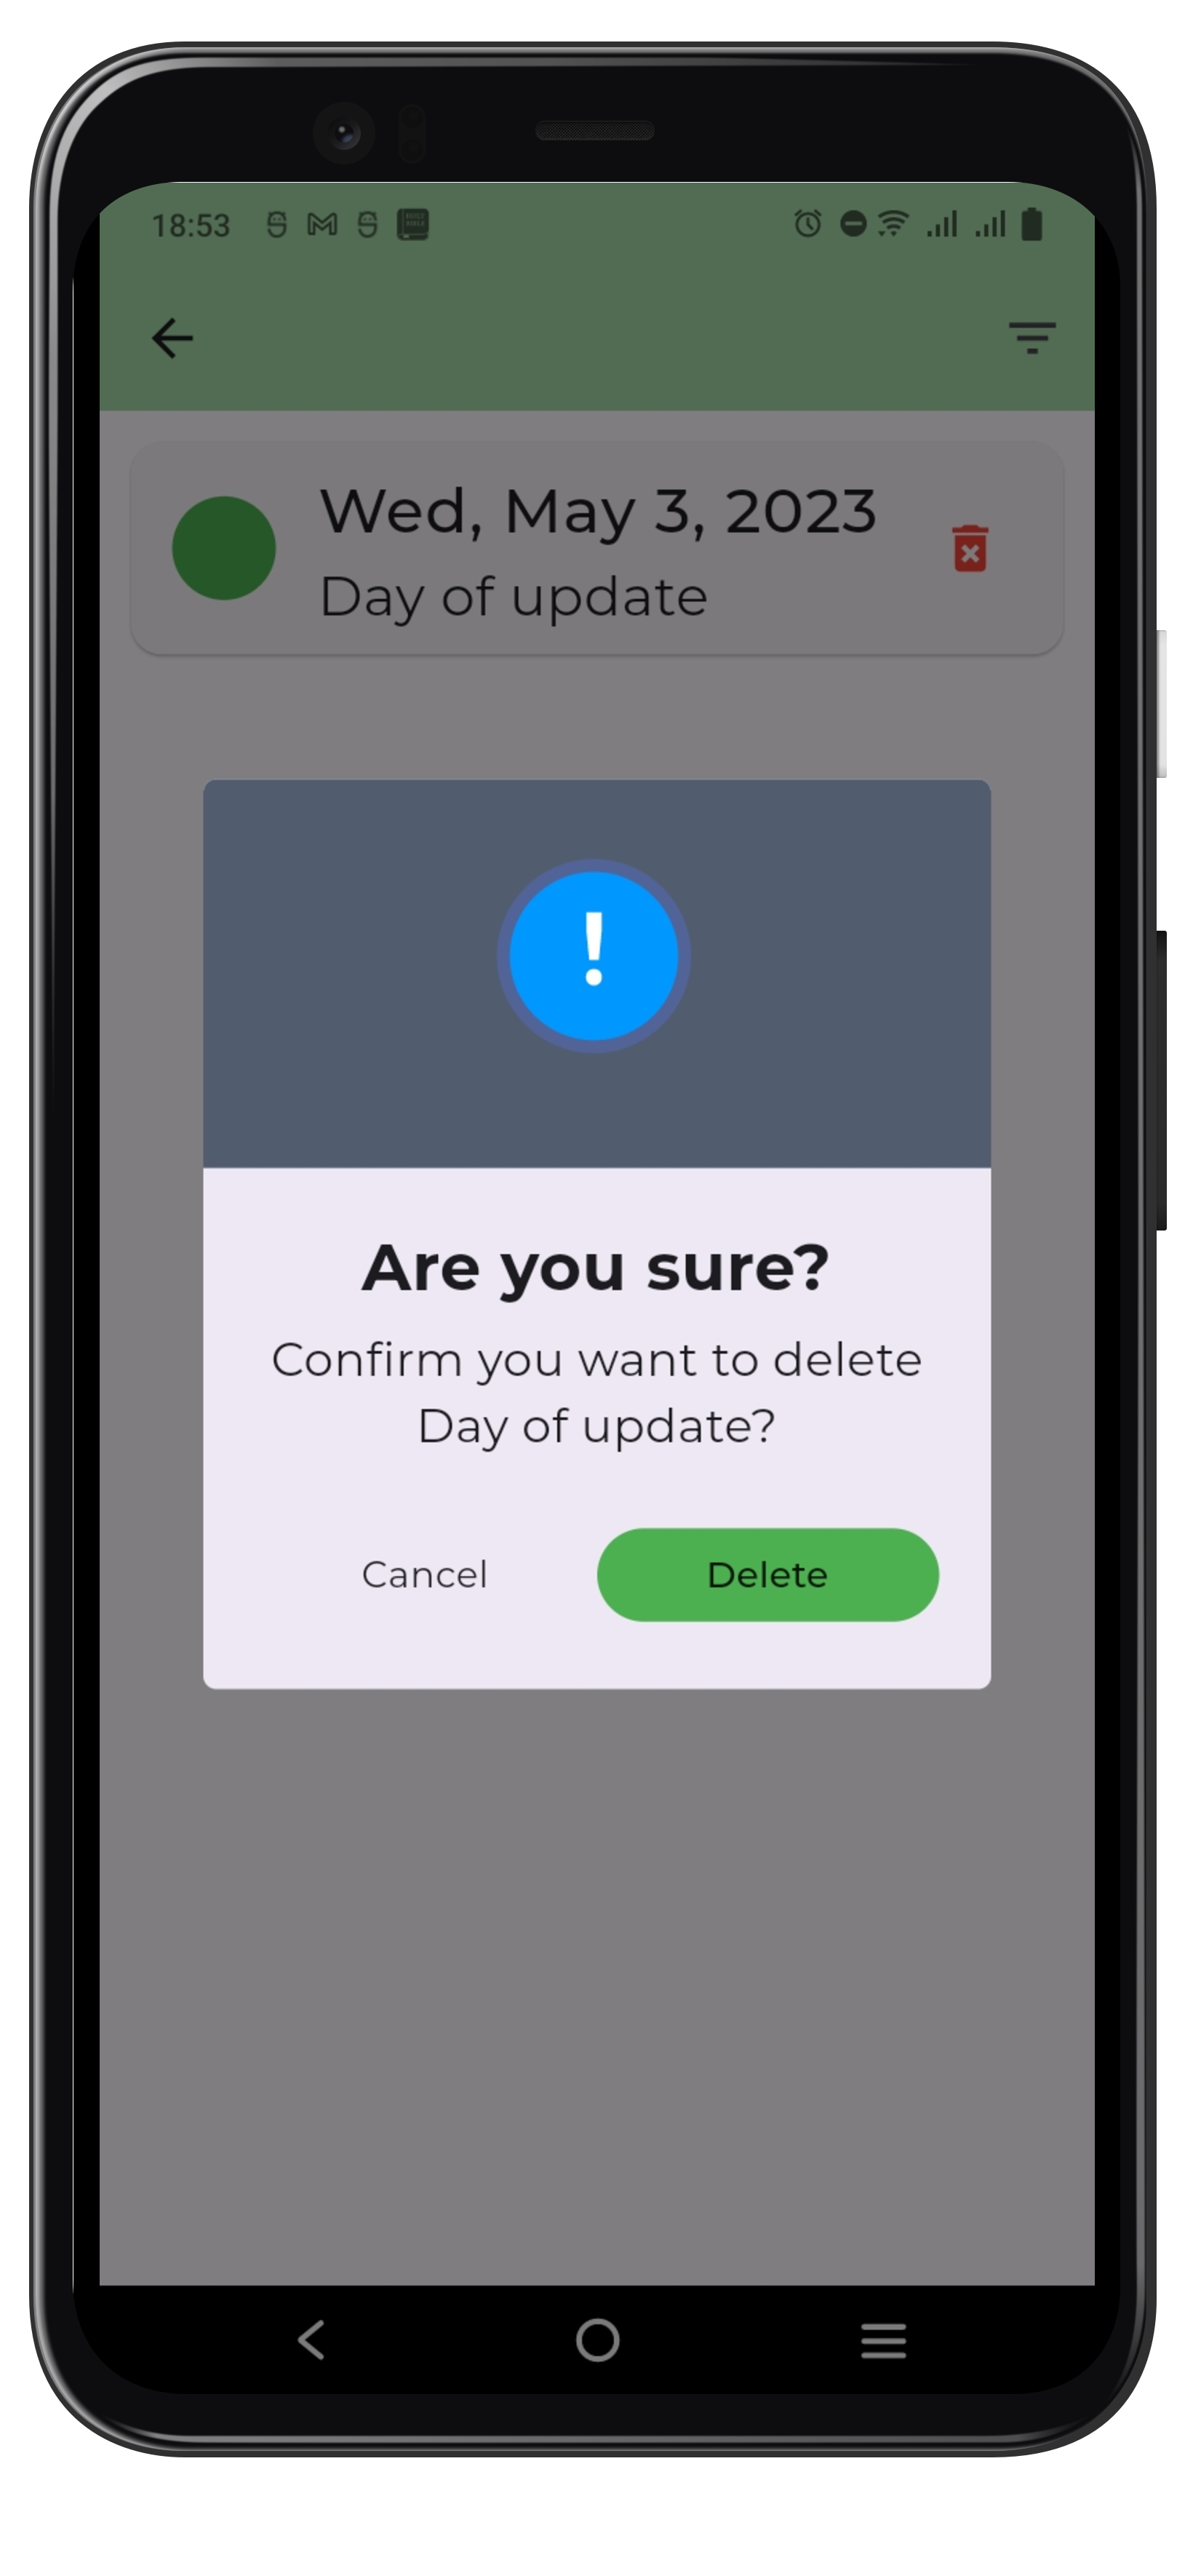 18:53
Wed, May 3, 2023
Day of update
!
Are you sure?
Confirm you want to delete
Day of update?
Cancel
Delete